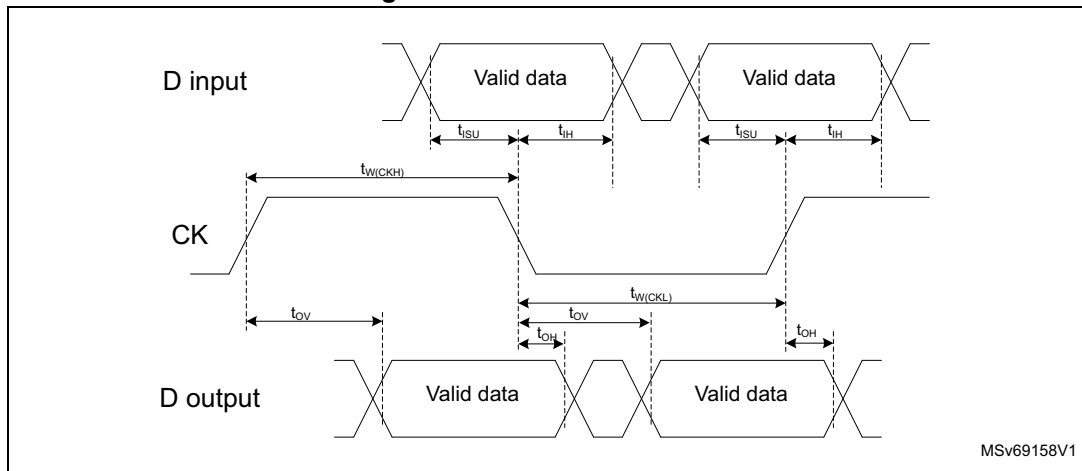 D input
Valid data
Valid data
tISU
tIH
tISU
tIH
tW(CKH)
CK
tW(CKL)
tOV
tOV
tOH
tOH
D output
Valid data
Valid data
MSv69158V1